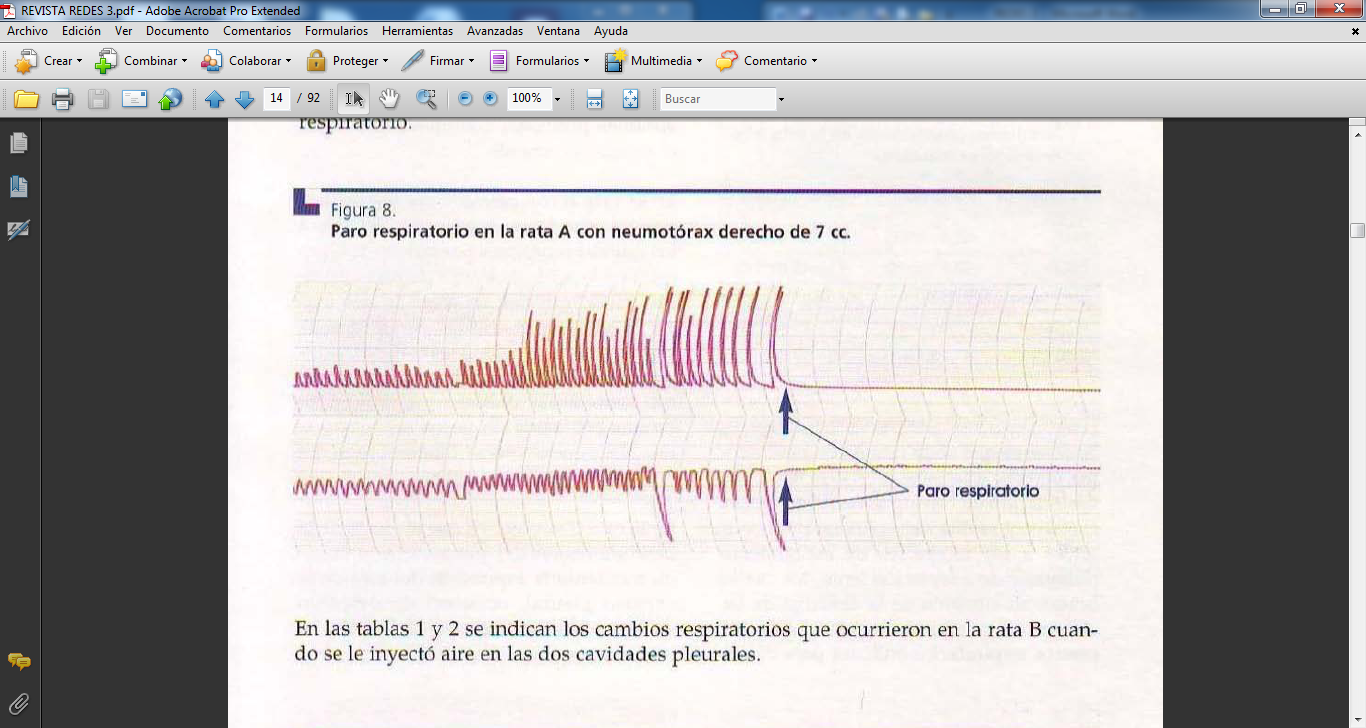 REVISTA REDES 3.pdf - Adobe Acrobat Pro Extended
Archivo Edición Ver Documento Comentarios Formularios Herramientas Avanzadas Ventana Ayuda
Crear Combinar Colaborar Proteger Firmar Formularios Multimedia Comentario
14 / 92 100% Buscar
respiratorio.
Figura 8.
Paro respiratorio en la rata A con neumotórax derecho de 7 cc.
Paro respiratorio
En las tablas 1 y 2 se indican los cambios respiratorios que ocurrieron en la rata B cuan-
do se le inyectó aire en las dos cavidades pleurales.